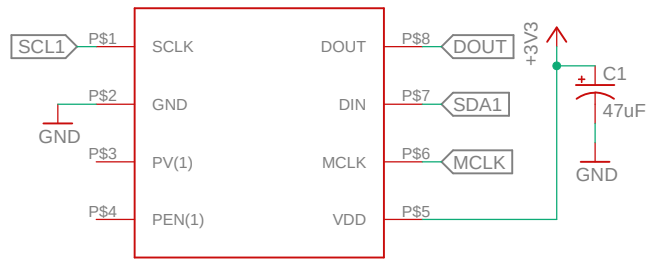 SCL1 P$1 SCLK DOUT P$8 DOUT +3V3
C1
P$2 GND DIN P$7 SDA1 47uF
GND
P$3 PV(1) MCLK P$6 MCLK GND
P$4 PEN(1) VDD P$5